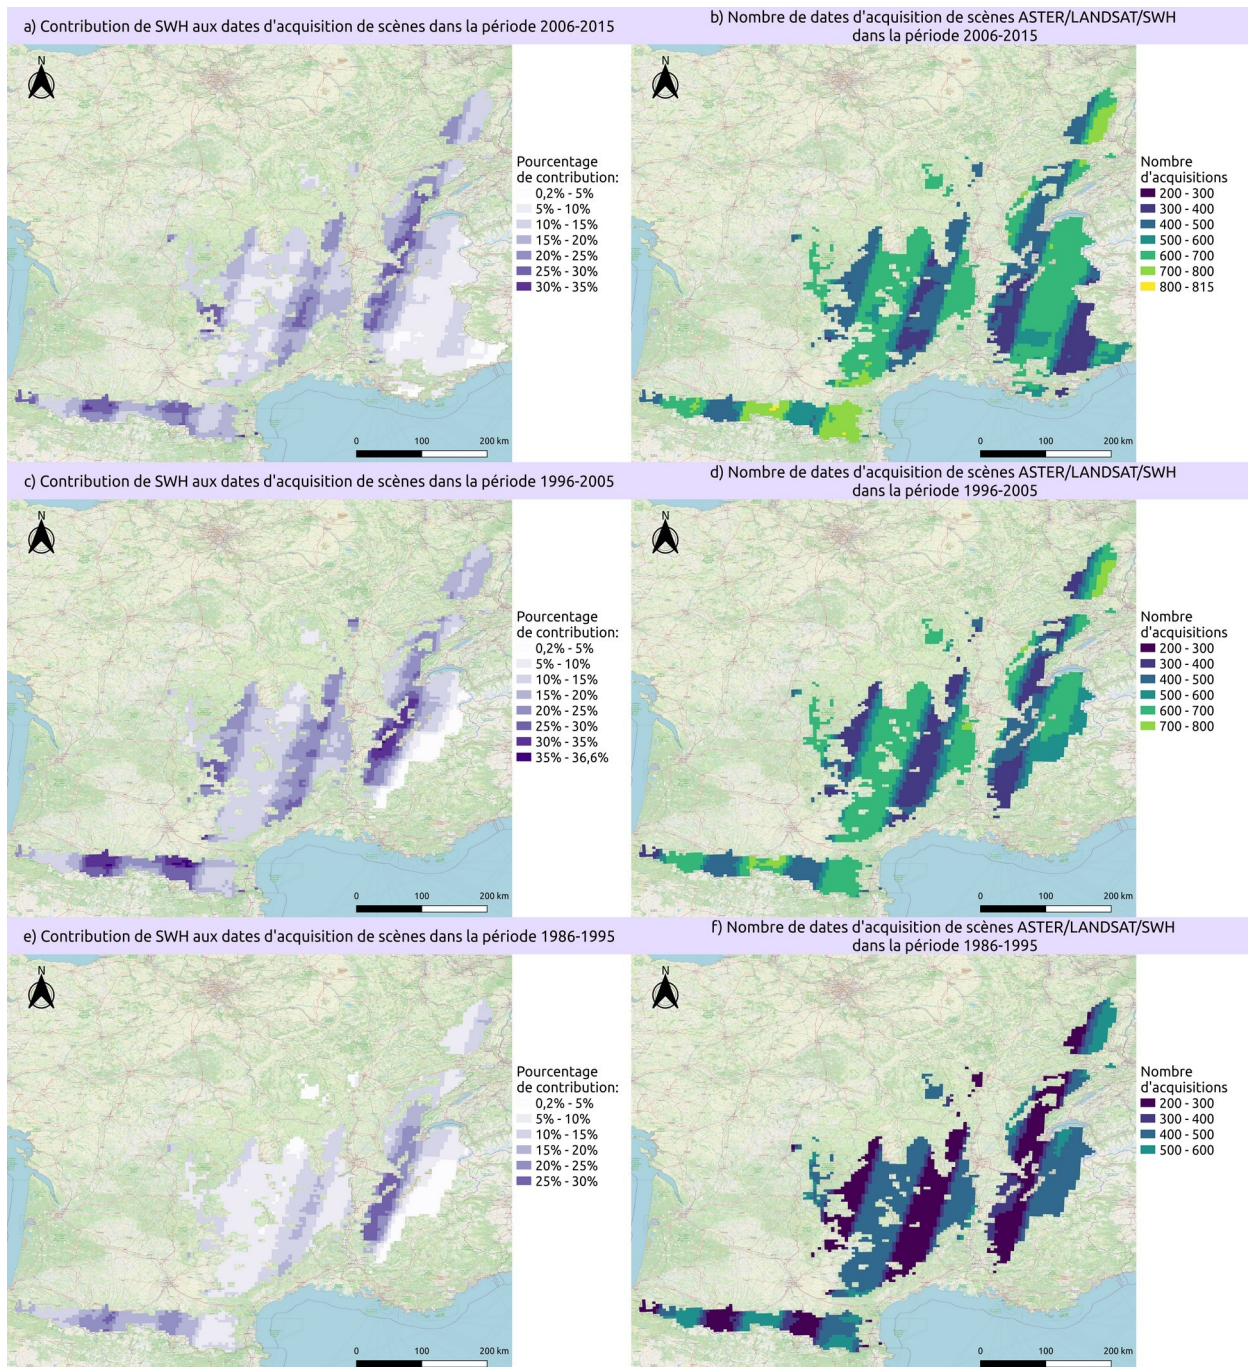 a) Contribution de SWH aux dates d'acquisition de scènes dans la période 2006-2015
b) Nombre de dates d'acquisition de scènes ASTER/LANDSAT/SWH
dans la période 2006-2015
N
Pourcentage
de contribution:
0,2% - 5%
5% - 10%
10% - 15%
15% - 20%
20% - 25%
25% - 30%
30% - 35%
0 100 200 km
N
Nombre
d'acquisitions
200 - 300
300 - 400
400 - 500
500 - 600
600 - 700
700 - 800
800 - 815
0 100 200 km
c) Contribution de SWH aux dates d'acquisition de scènes dans la période 1996-2005
d) Nombre de dates d'acquisition de scènes ASTER/LANDSAT/SWH
dans la période 1996-2005
N
Pourcentage
de contribution:
0,2% - 5%
5% - 10%
10% - 15%
15% - 20%
20% - 25%
25% - 30%
30% - 35%
35% - 36,6%
0 100 200 km
N
Nombre
d'acquisitions
200 - 300
300 - 400
400 - 500
500 - 600
600 - 700
700 - 800
0 100 200 km
e) Contribution de SWH aux dates d'acquisition de scènes dans la période 1986-1995
f) Nombre de dates d'acquisition de scènes ASTER/LANDSAT/SWH
dans la période 1986-1995
N
Pourcentage
de contribution:
0,2% - 5%
5% - 10%
10% - 15%
15% - 20%
20% - 25%
25% - 30%
0 100 200 km
N
Nombre
d'acquisitions
200 - 300
300 - 400
400 - 500
500 - 600
0 100 200 km